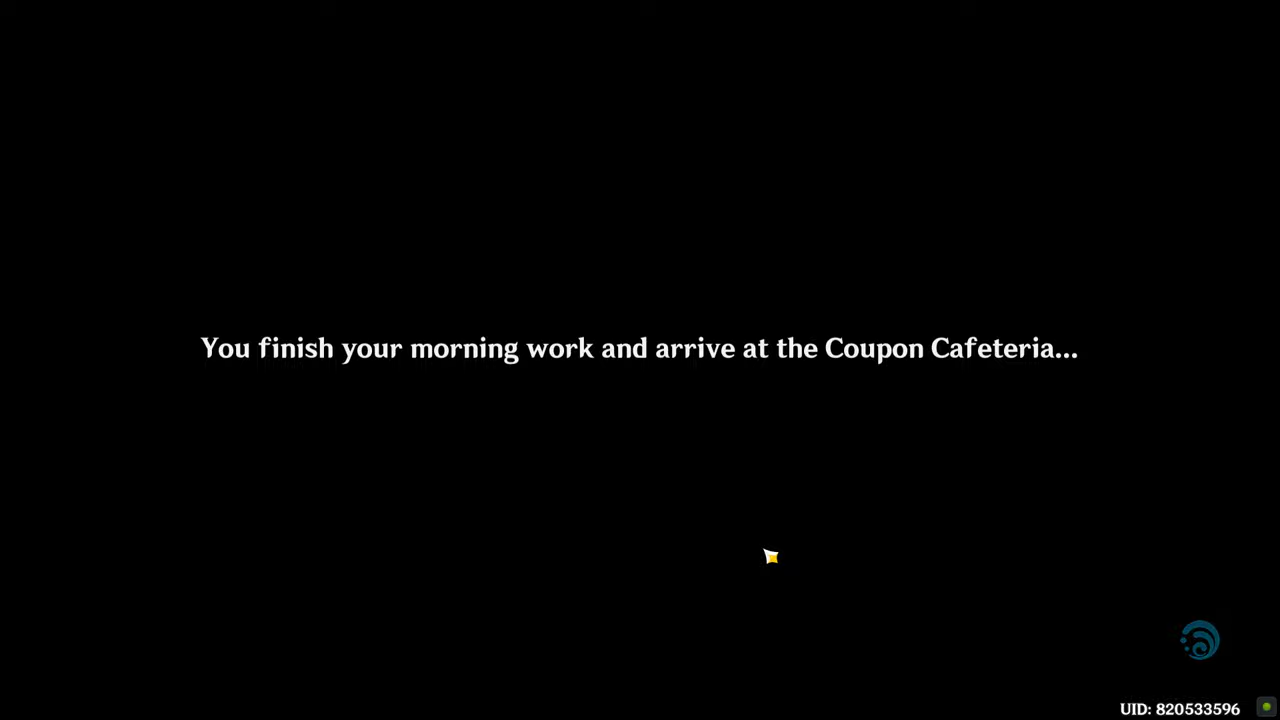 You finish your morning work and arrive at the Coupon Cafeteria...
UID: 820533596